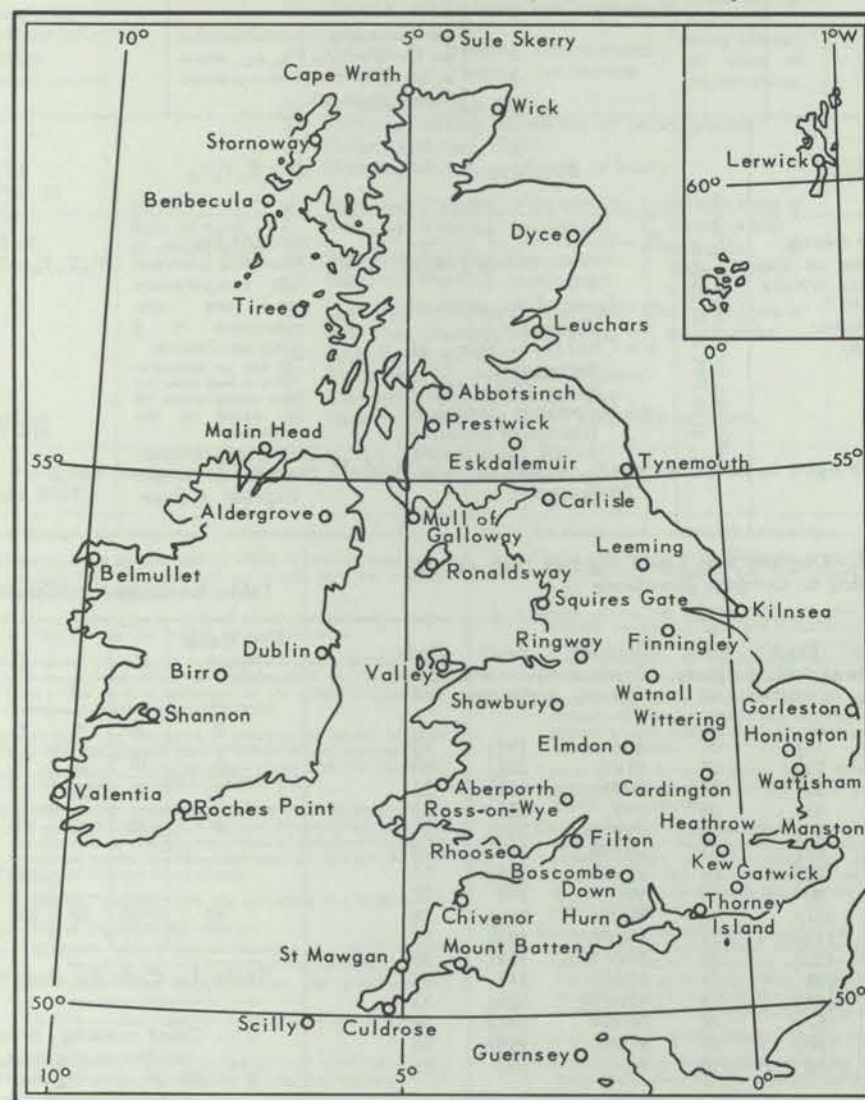 10°
5°
Sule Skerry
1°W
Cape Wrath
Wick
Stornoway
Lerwick
60°
Benbecula
Dyce
Tiree
Leuchars
0°
Abbotsinch
Prestwick
Malin Head
Eskdalemuir
Tynemouth
55°
55°
Carlisle
Aldergrove
Mull of
Galloway
Leeming
Belmullet
Ronaldsway
Squires Gate
Kilnsea
Dublin
Ringway
Finningley
Birr
Valley
Watnall
Shawbury
Gorleston
Shannon
Wittering
Honington
Elmdon
Valentia
Aberporth
Cardington
Wattisham
Roches Point
Ross-on-Wye
Heathrow
Manston
Rhoose
Filton
Kew
Boscombe
Down
Gatwick
Chivenor
Hurn
Thorney
Island
St Mawgan
Mount Batten
50°
50°
Scilly
Culdrose
Guernsey
10°
5°
0°